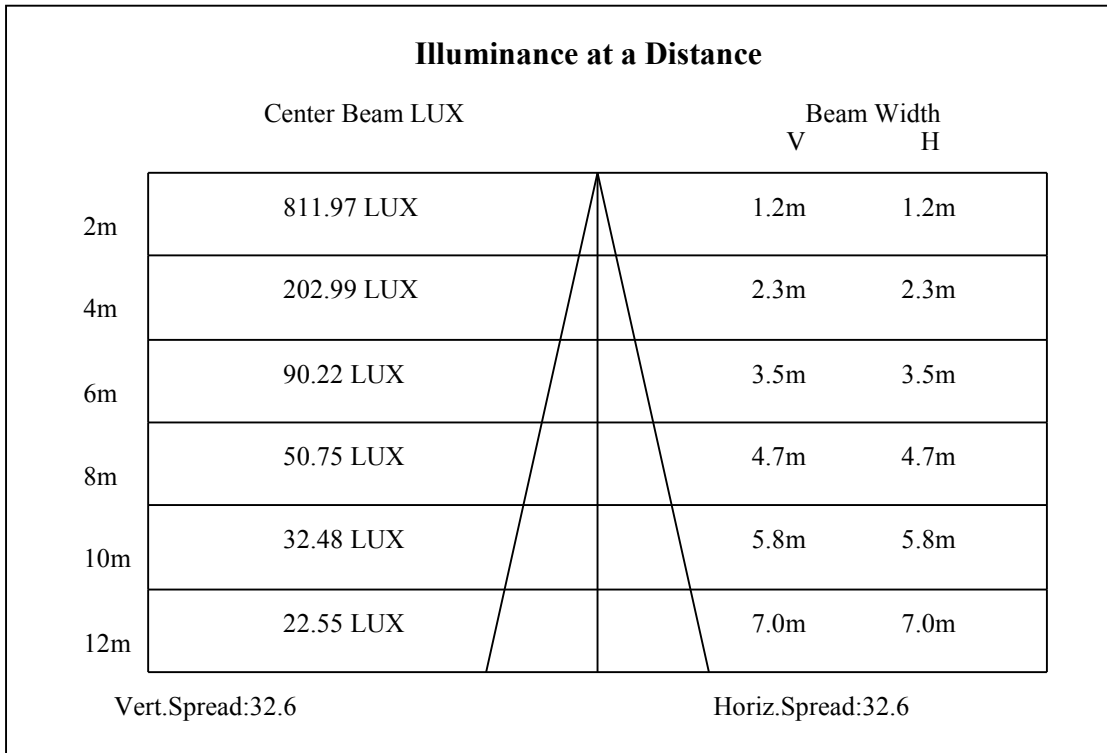 Illuminance at a Distance
Center Beam LUX Beam Width
V H
2m 811.97 LUX 1.2m 1.2m
4m 202.99 LUX 2.3m 2.3m
6m 90.22 LUX 3.5m 3.5m
8m 50.75 LUX 4.7m 4.7m
10m 32.48 LUX 5.8m 5.8m
12m 22.55 LUX 7.0m 7.0m
Vert.Spread:32.6 Horiz.Spread:32.6